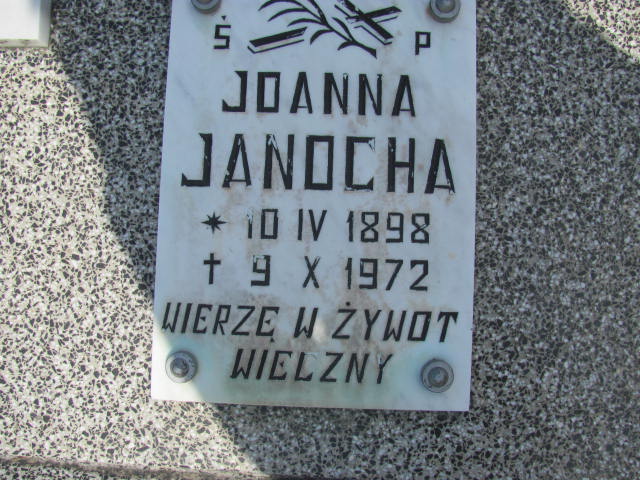 Ś P
JOANNA
JANOCHA
* 10 IV 1898
† 9 X 1972
WIERZĘ W ŻYWOT
WIECZNY